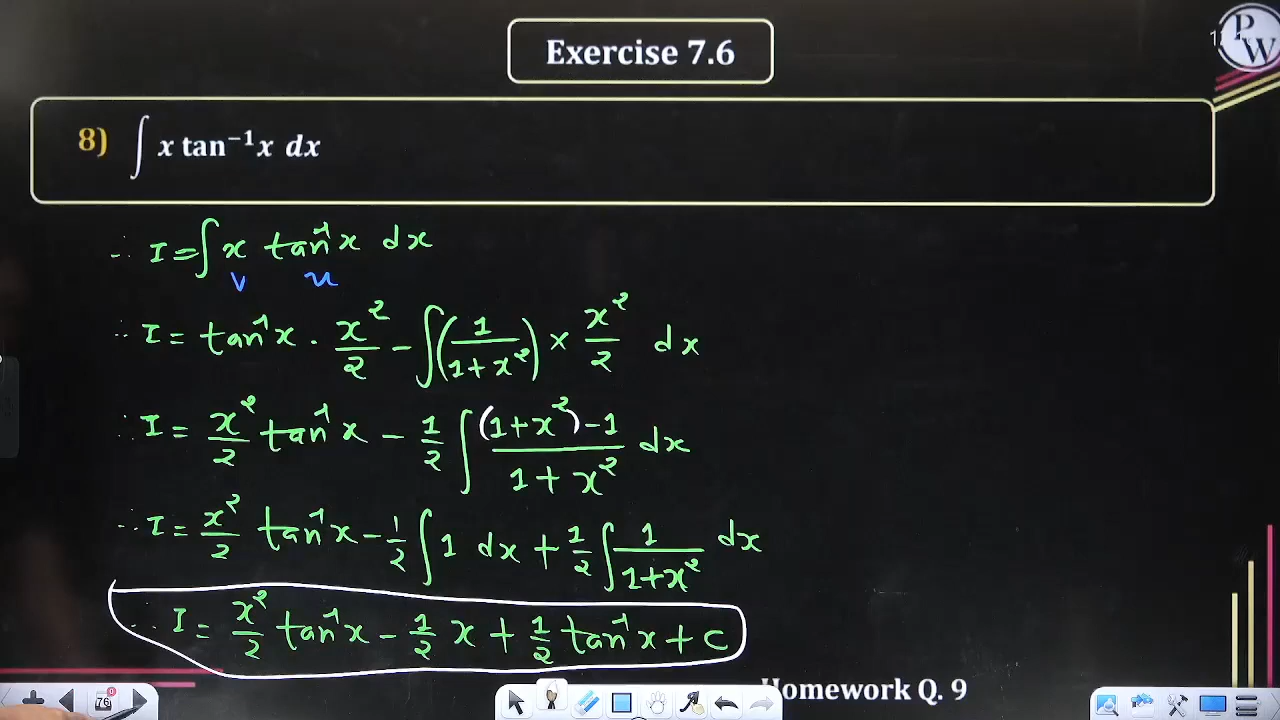 Exercise 7.6
PW
8) ∫ x tan⁻¹x dx
∴ I = ∫ x tan⁻¹x dx
v u
∴ I = tan⁻¹x · x²/2 − ∫ (1/(1+x²)) × x²/2 dx
∴ I = x²/2 tan⁻¹x − 1/2 ∫ ((1+x²)−1)/(1+x²) dx
∴ I = x²/2 tan⁻¹x − 1/2 ∫ 1 dx + 1/2 ∫ 1/(1+x²) dx
∴ I = x²/2 tan⁻¹x − 1/2 x + 1/2 tan⁻¹x + c
Homework Q. 9
76